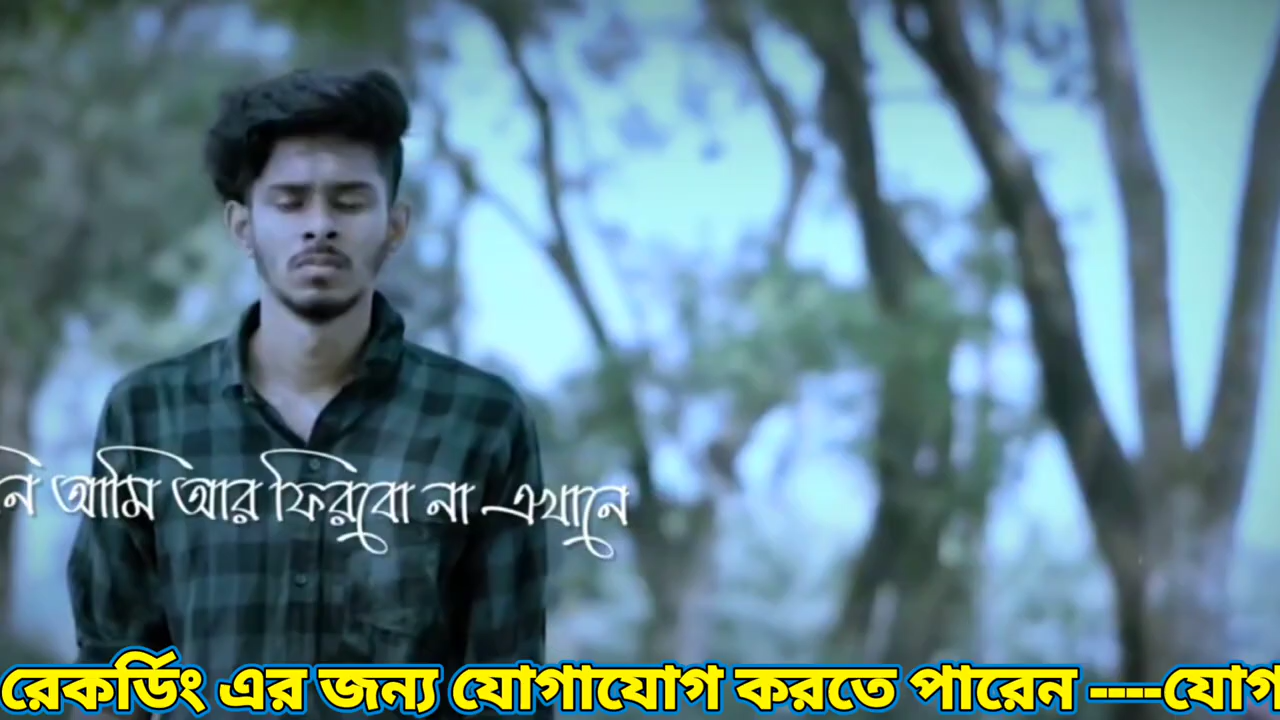 নি আমি আর ফিরবো না এখানে
রেকর্ডিং এর জন্য যোগাযোগ করতে পারেন ----যোগ